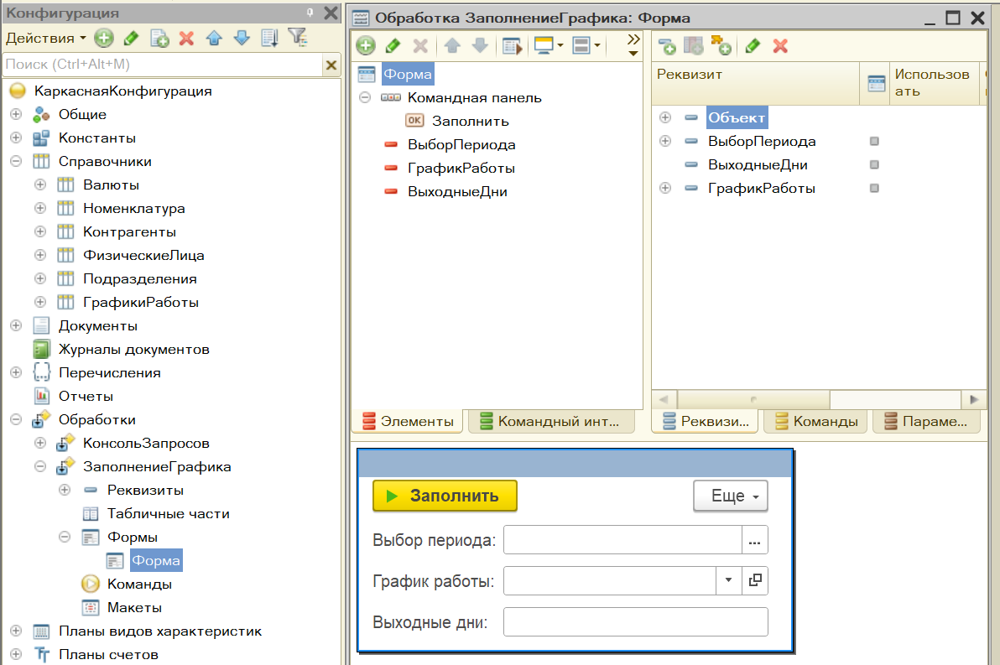 Конфигурация
Действия
Поиск (Ctrl+Alt+M)
КаркаснаяКонфигурация
Общие
Константы
Справочники
Валюты
Номенклатура
Контрагенты
ФизическиеЛица
Подразделения
ГрафикиРаботы
Документы
Журналы документов
Перечисления
Отчеты
Обработки
КонсольЗапросов
ЗаполнениеГрафика
Реквизиты
Табличные части
Формы
Форма
Команды
Макеты
Планы видов характеристик
Планы счетов
Обработка ЗаполнениеГрафика: Форма
Форма
Командная панель
OK Заполнить
ВыборПериода
ГрафикРаботы
ВыходныеДни
Элементы
Командный инт...
Реквизит
Использов
ать
Объект
ВыборПериода
ВыходныеДни
ГрафикРаботы
Реквизи...
Команды
Параме...
Заполнить
Еще
Выбор периода:
...
График работы:
Выходные дни: